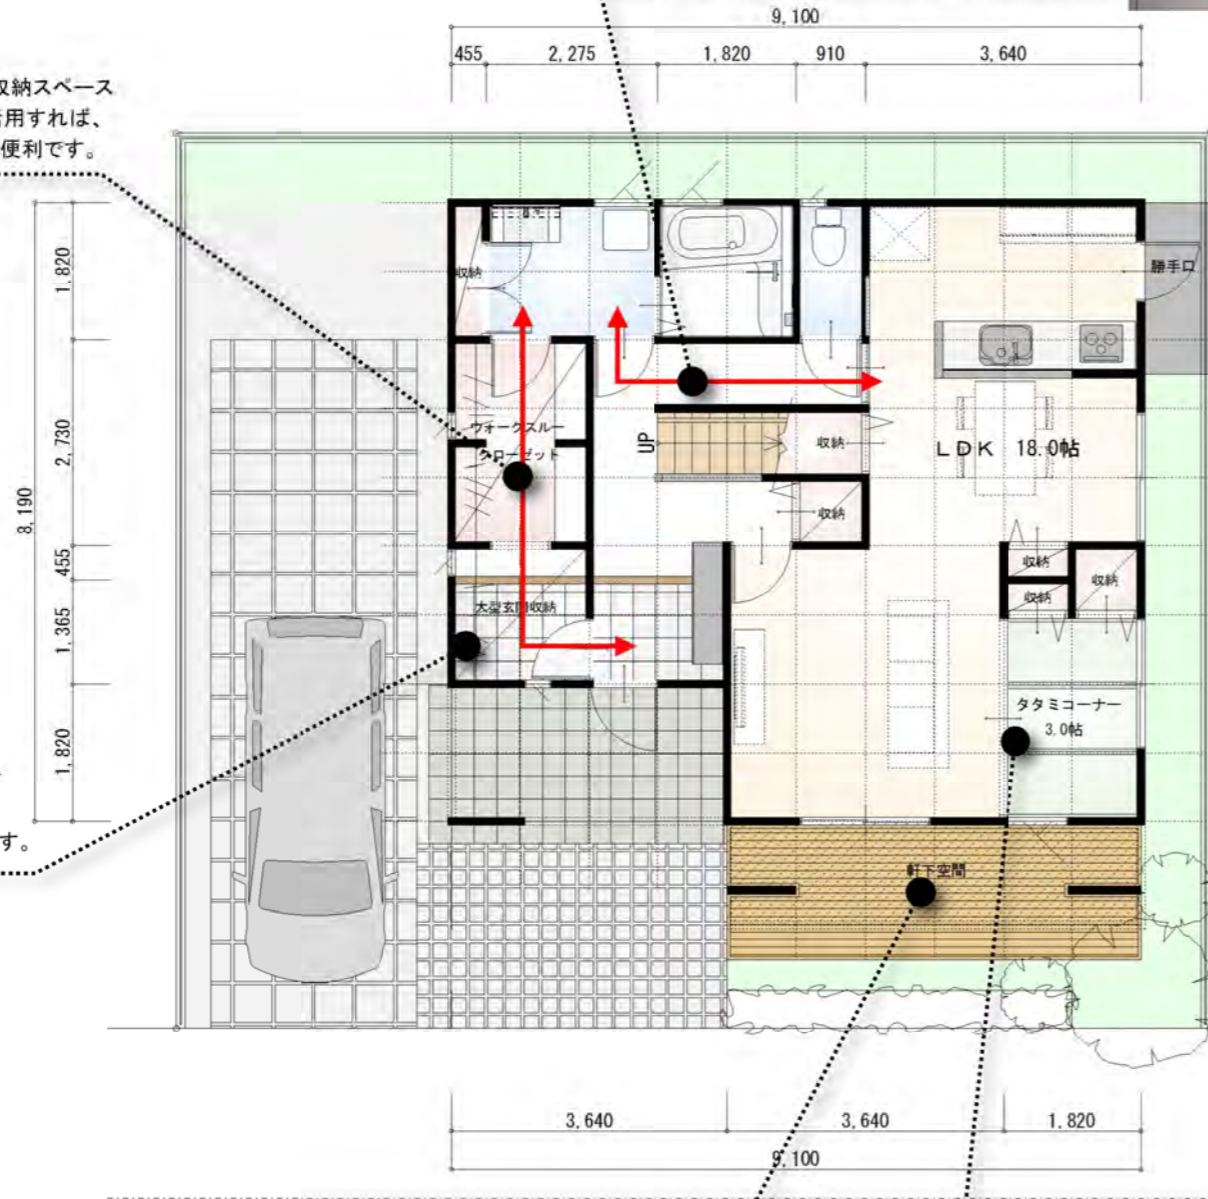 9,100
455 2,275 1,820 910 3,640
収納スペース
活用すれば、
便利です。
1,820
2,730
455
1,365
1,820
8,190
収納
勝手口
ウォークスルー
クローゼット
UP
収納
LDK 18.0帖
収納
収納
収納
収納
大型玄関収納
タタミコーナー
3.0帖
す。
軒下空間
3,640 3,640 1,820
9,100